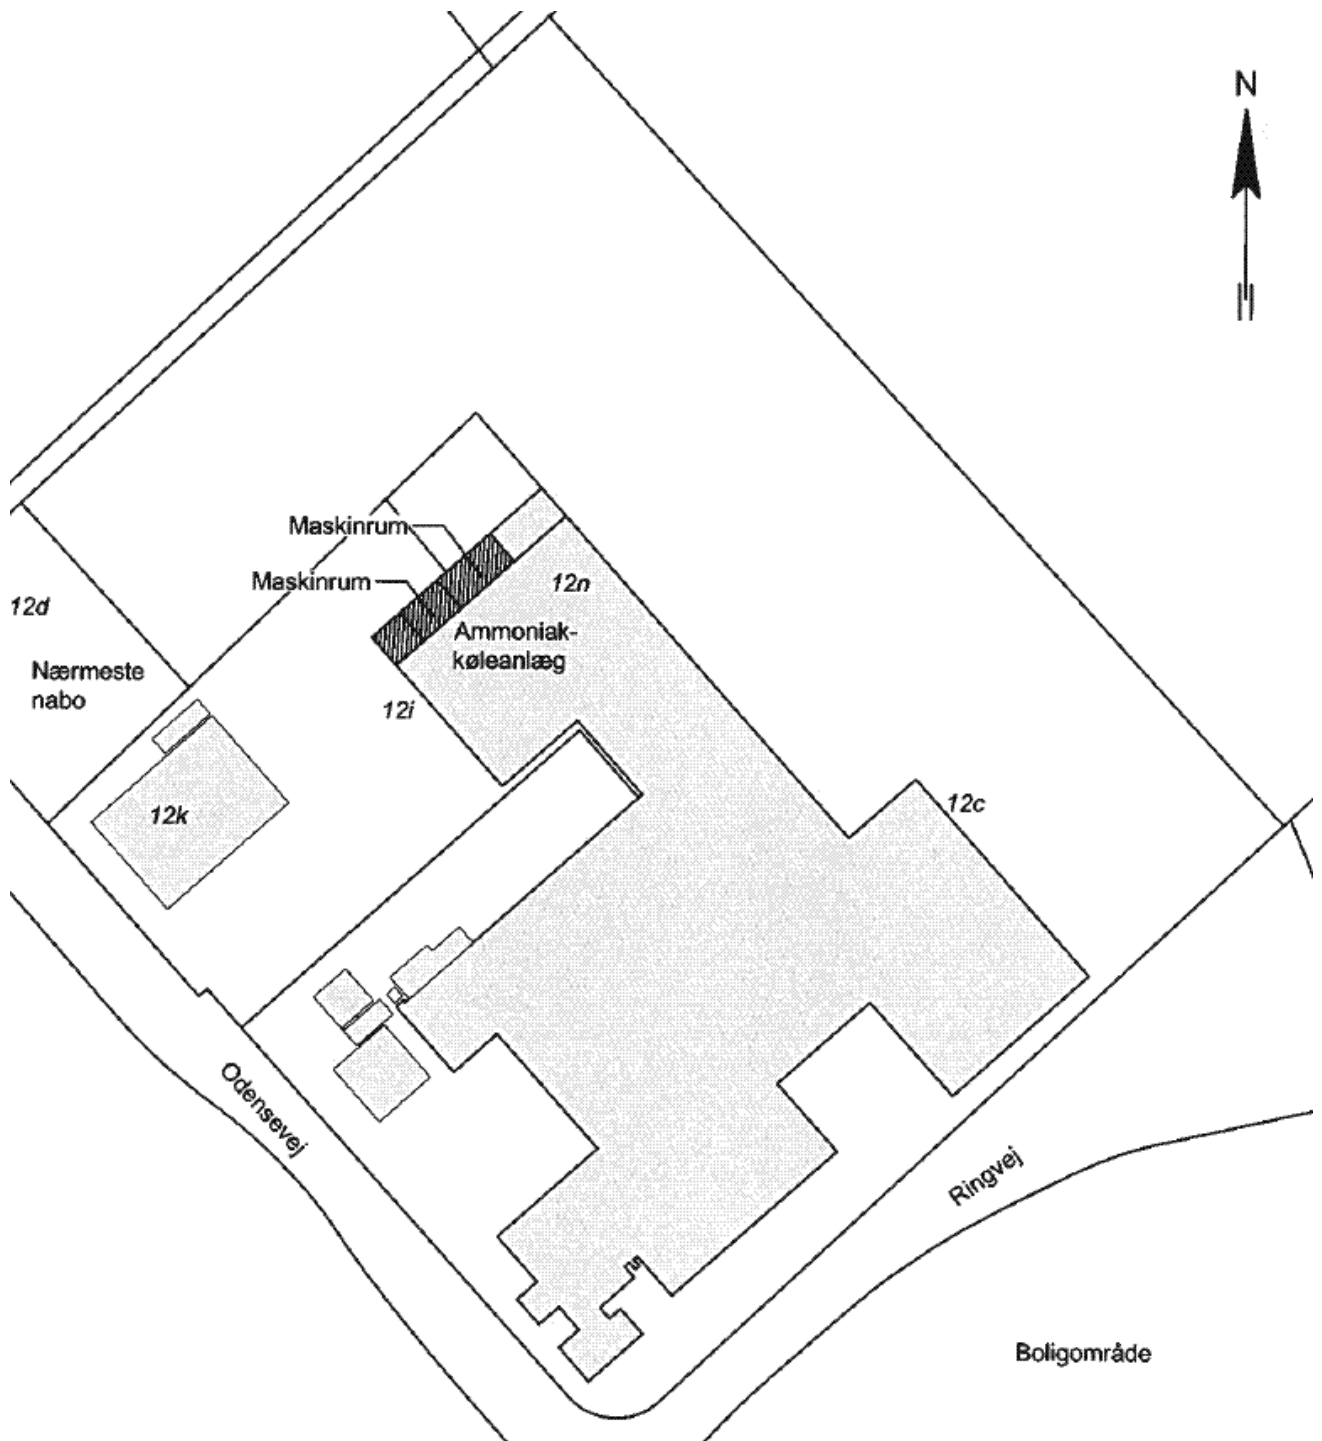 N
Maskinrum
Maskinrum
12n
12d
Ammoniak-
køleanlæg
Nærmeste
nabo
12i
12c
12k
Odensevej
Ringvej
Boligområde